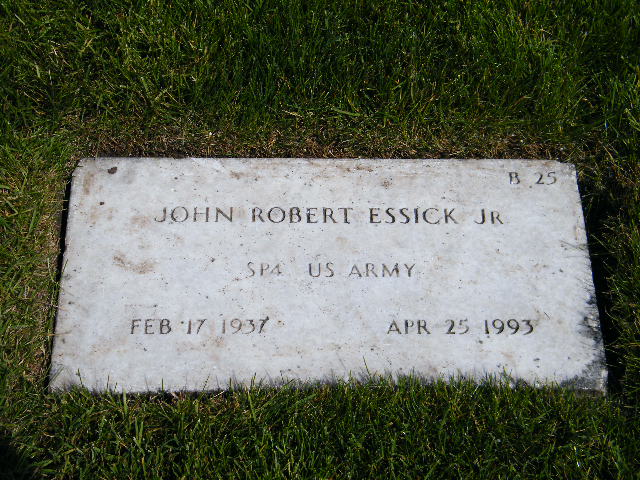 B 25
JOHN ROBERT ESSICK JR
SP4 US ARMY
FEB 17 1937 APR 25 1993